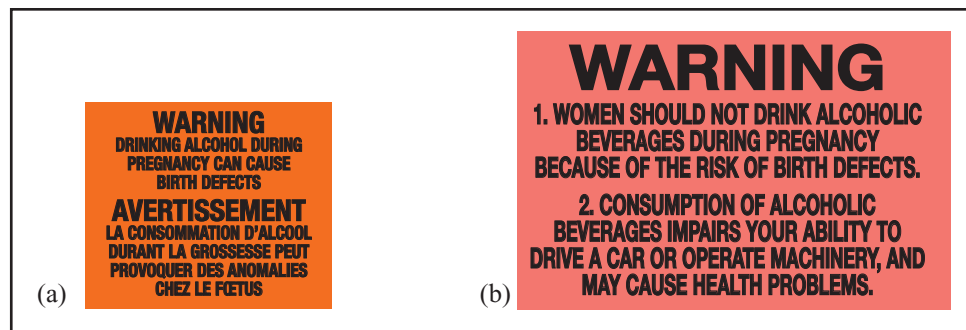 WARNING
DRINKING ALCOHOL DURING
PREGNANCY CAN CAUSE
BIRTH DEFECTS
AVERTISSEMENT
LA CONSOMMATION D'ALCOOL
DURANT LA GROSSESSE PEUT
PROVOQUER DES ANOMALIES
CHEZ LE FŒTUS
(a)
WARNING
1. WOMEN SHOULD NOT DRINK ALCOHOLIC
BEVERAGES DURING PREGNANCY
BECAUSE OF THE RISK OF BIRTH DEFECTS.
2. CONSUMPTION OF ALCOHOLIC
BEVERAGES IMPAIRS YOUR ABILITY TO
DRIVE A CAR OR OPERATE MACHINERY, AND
MAY CAUSE HEALTH PROBLEMS.
(b)